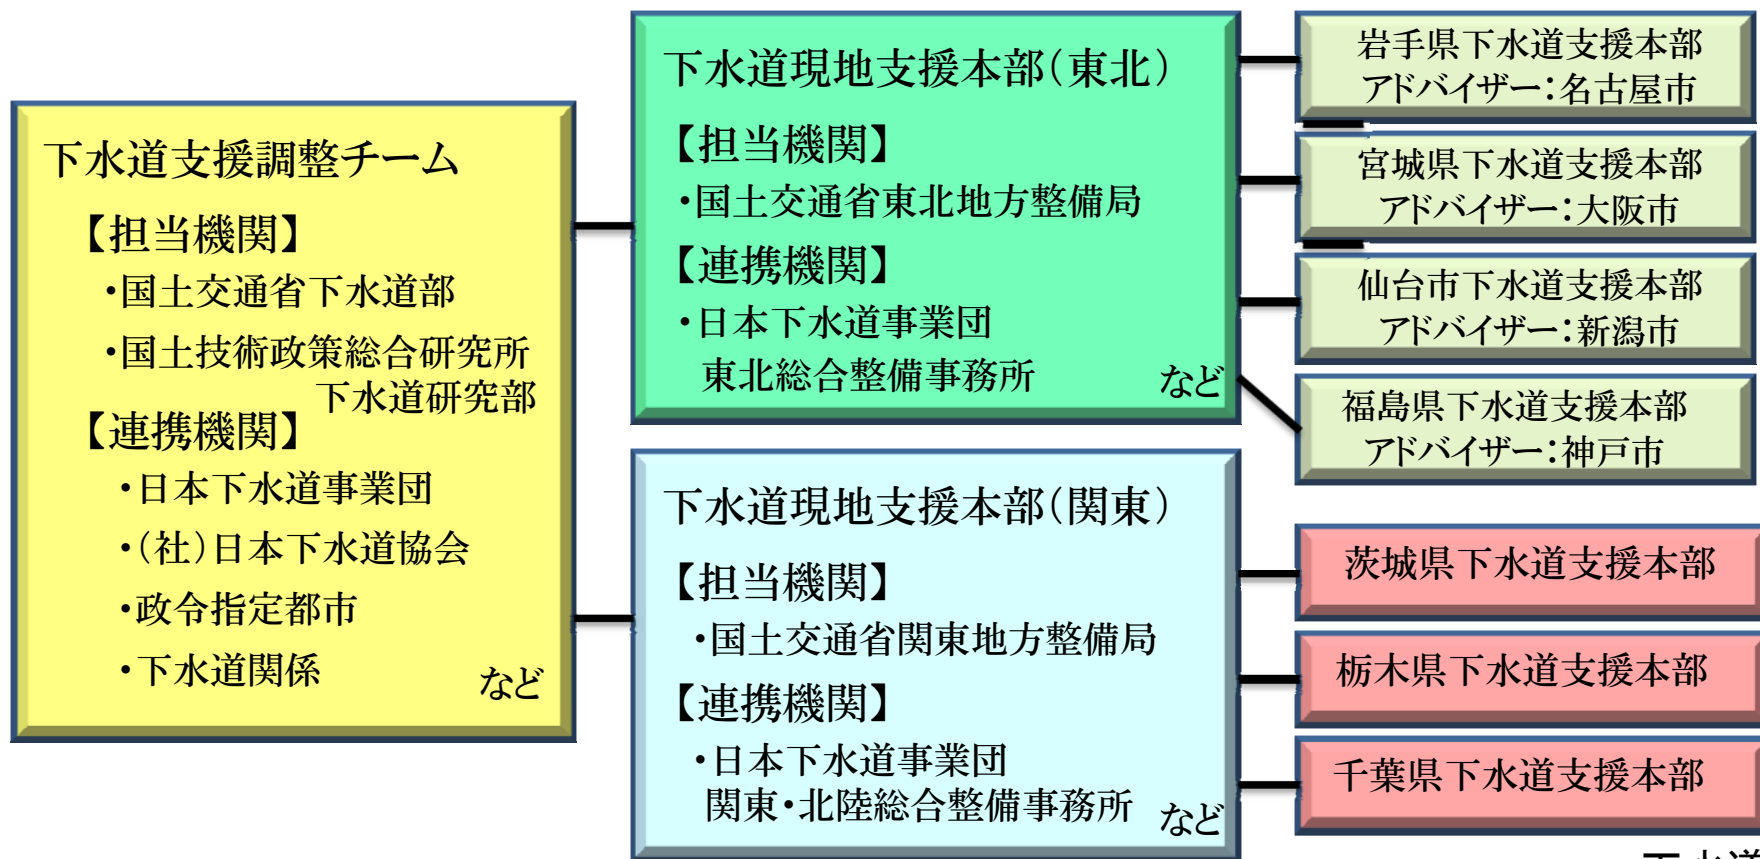 下水道支援調整チーム
【担当機関】
・国土交通省下水道部
・国土技術政策総合研究所
下水道研究部
【連携機関】
・日本下水道事業団
・(社)日本下水道協会
・政令指定都市
・下水道関係
など
下水道現地支援本部(東北)
【担当機関】
・国土交通省東北地方整備局
【連携機関】
・日本下水道事業団
東北総合整備事務所
など
下水道現地支援本部(関東)
【担当機関】
・国土交通省関東地方整備局
【連携機関】
・日本下水道事業団
関東・北陸総合整備事務所
など
岩手県下水道支援本部
アドバイザー:名古屋市
宮城県下水道支援本部
アドバイザー:大阪市
仙台市下水道支援本部
アドバイザー:新潟市
福島県下水道支援本部
アドバイザー:神戸市
茨城県下水道支援本部
栃木県下水道支援本部
千葉県下水道支援本部